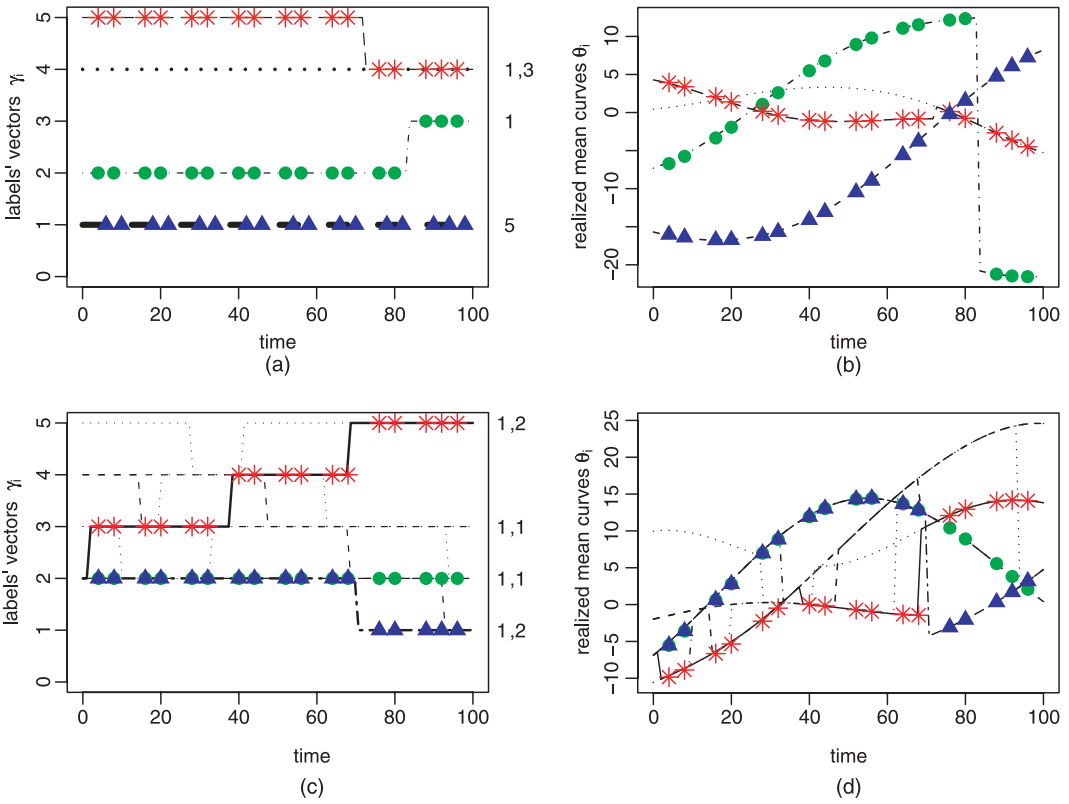 labels' vectors γi
5
4
3
2
1
0
1,3
1
5
0 20 40 60 80 100
time
(a)
realized mean curves θi
10
5
0
−10
−20
0 20 40 60 80 100
time
(b)
labels' vectors γi
5
4
3
2
1
0
1,2
1,1
1,1
1,2
0 20 40 60 80 100
time
(c)
realized mean curves θi
25
20
15
10
5
0
−5
−10
0 20 40 60 80 100
time
(d)